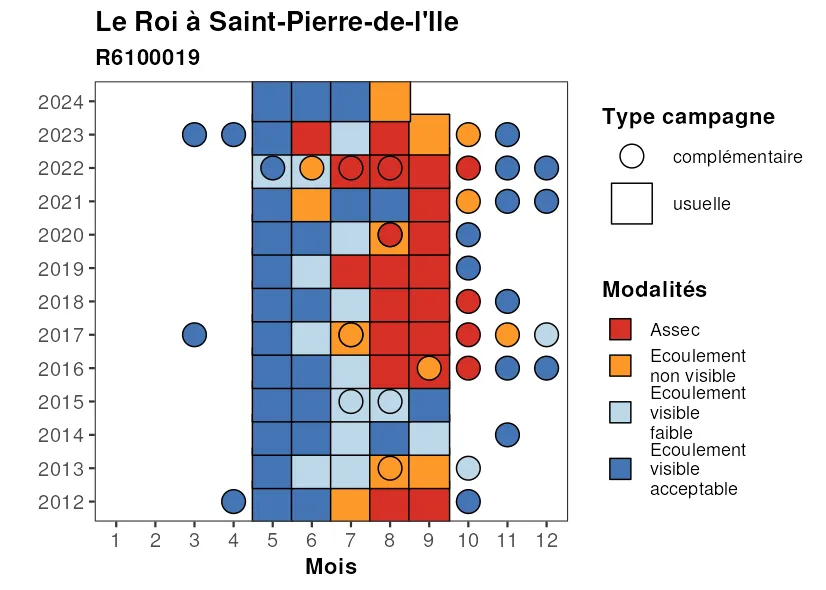 Le Roi à Saint-Pierre-de-l'Ile
R6100019
2024
2023
2022
2021
2020
2019
2018
2017
2016
2015
2014
2013
2012
1 2 3 4 5 6 7 8 9 10 11 12
Mois
Type campagne
complémentaire
usuelle
Modalités
Assec
Ecoulement
non visible
Ecoulement
visible
faible
Ecoulement
visible
acceptable